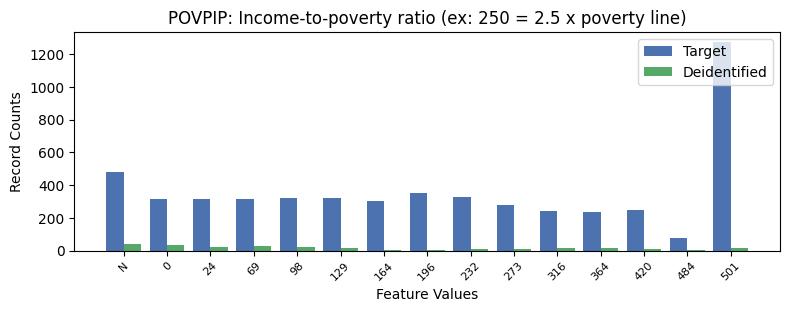 POVPIP: Income-to-poverty ratio (ex: 250 = 2.5 x poverty line)
Target
Deidentified
Record Counts
1200
1000
800
600
400
200
0
N 0 24 69 98 129 164 196 232 273 316 364 420 484 501
Feature Values